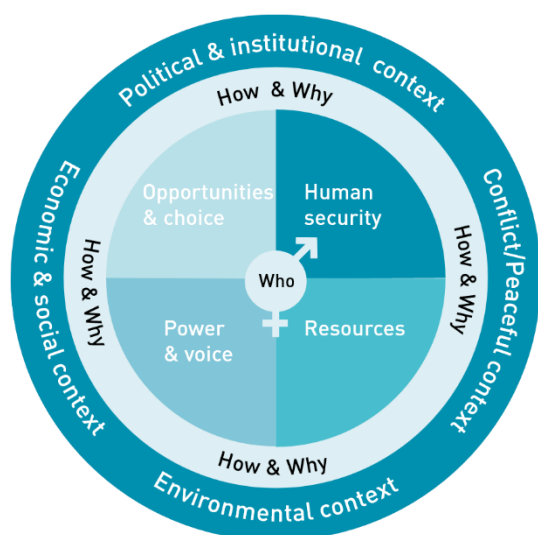 Political & institutional context
How & Why
Opportunities
& choice
Human
security
Economic & social context
How & Why
Who
How & Why
Conflict/Peaceful context
Power
& voice
Resources
How & Why
Environmental context